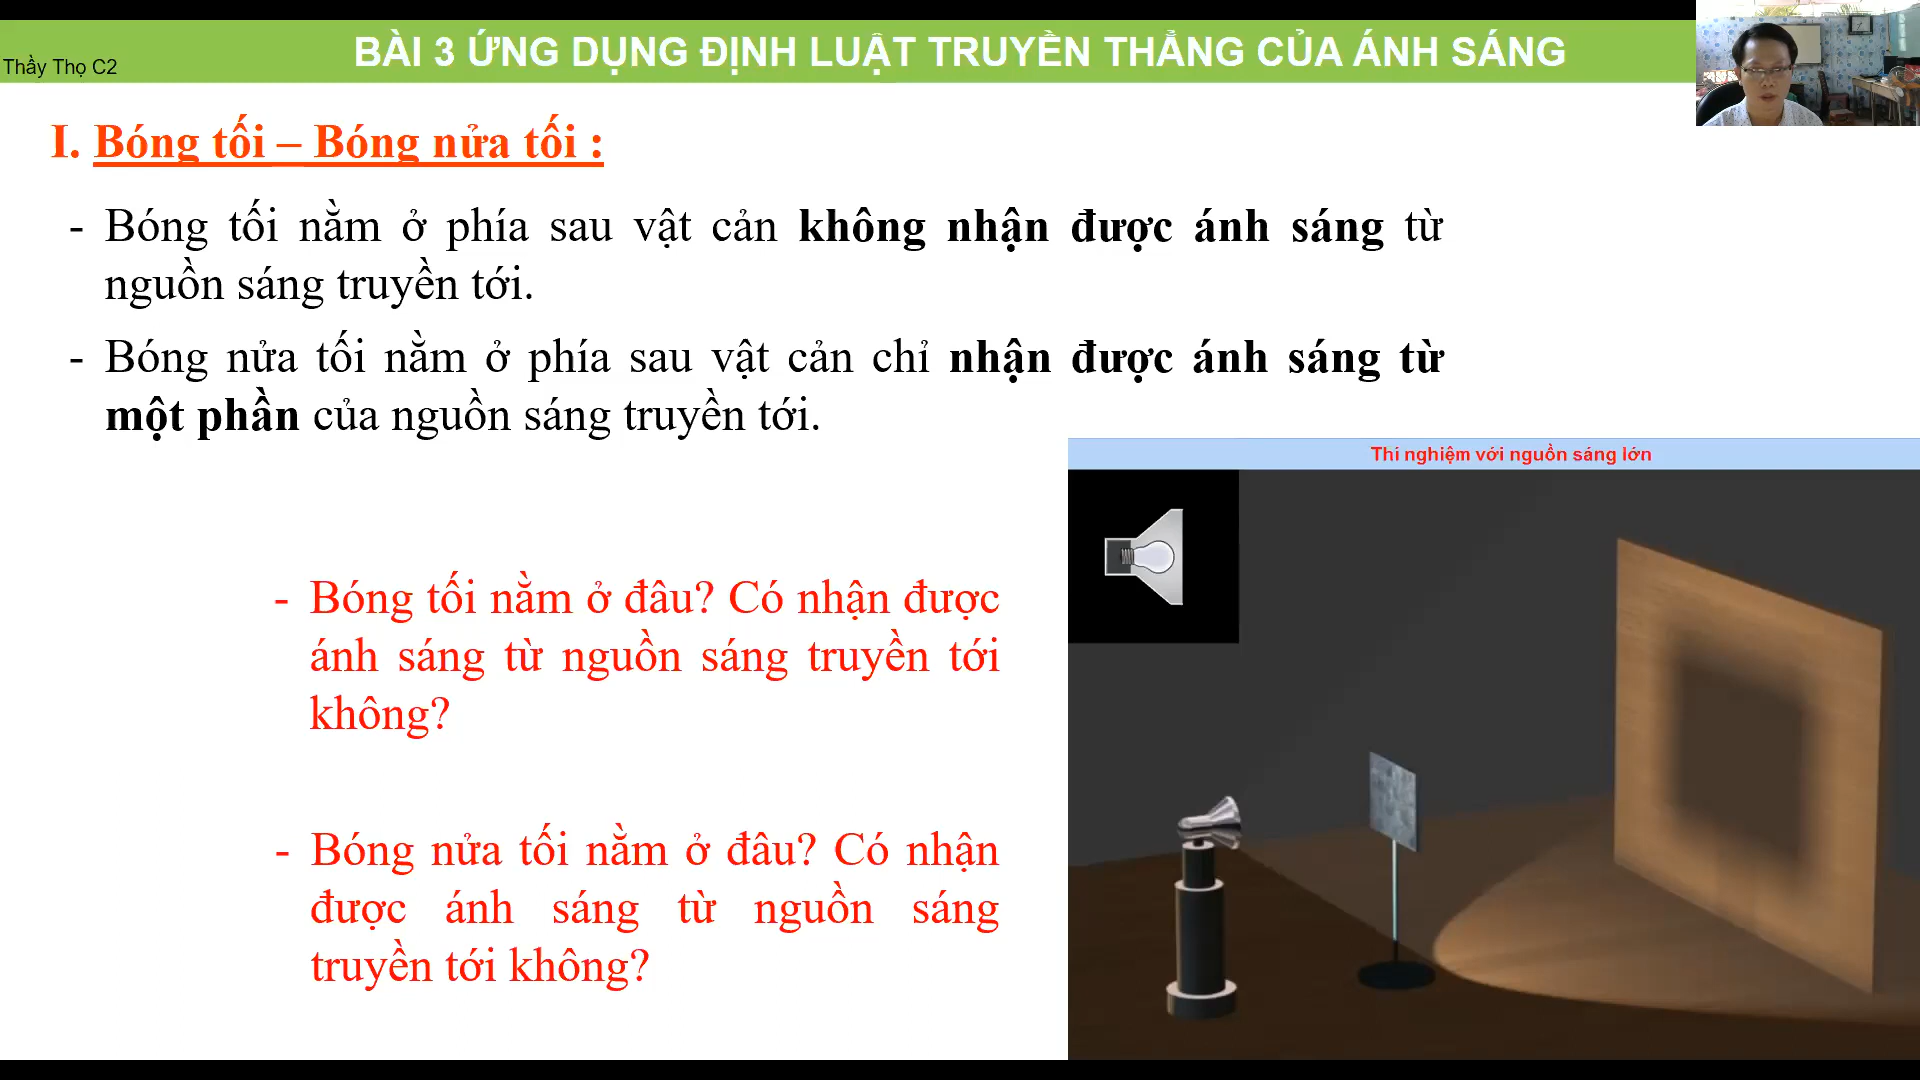 BÀI 3 ỨNG DỤNG ĐỊNH LUẬT TRUYỀN THẲNG CỦA ÁNH SÁNG
Thầy Thọ C2
I. Bóng tối – Bóng nửa tối :
- Bóng tối nằm ở phía sau vật cản không nhận được ánh sáng từ
nguồn sáng truyền tới.
- Bóng nửa tối nằm ở phía sau vật cản chỉ nhận được ánh sáng từ
một phần của nguồn sáng truyền tới.
Thí nghiệm với nguồn sáng lớn
- Bóng tối nằm ở đâu? Có nhận được
ánh sáng từ nguồn sáng truyền tới
không?
- Bóng nửa tối nằm ở đâu? Có nhận
được ánh sáng từ nguồn sáng
truyền tới không?